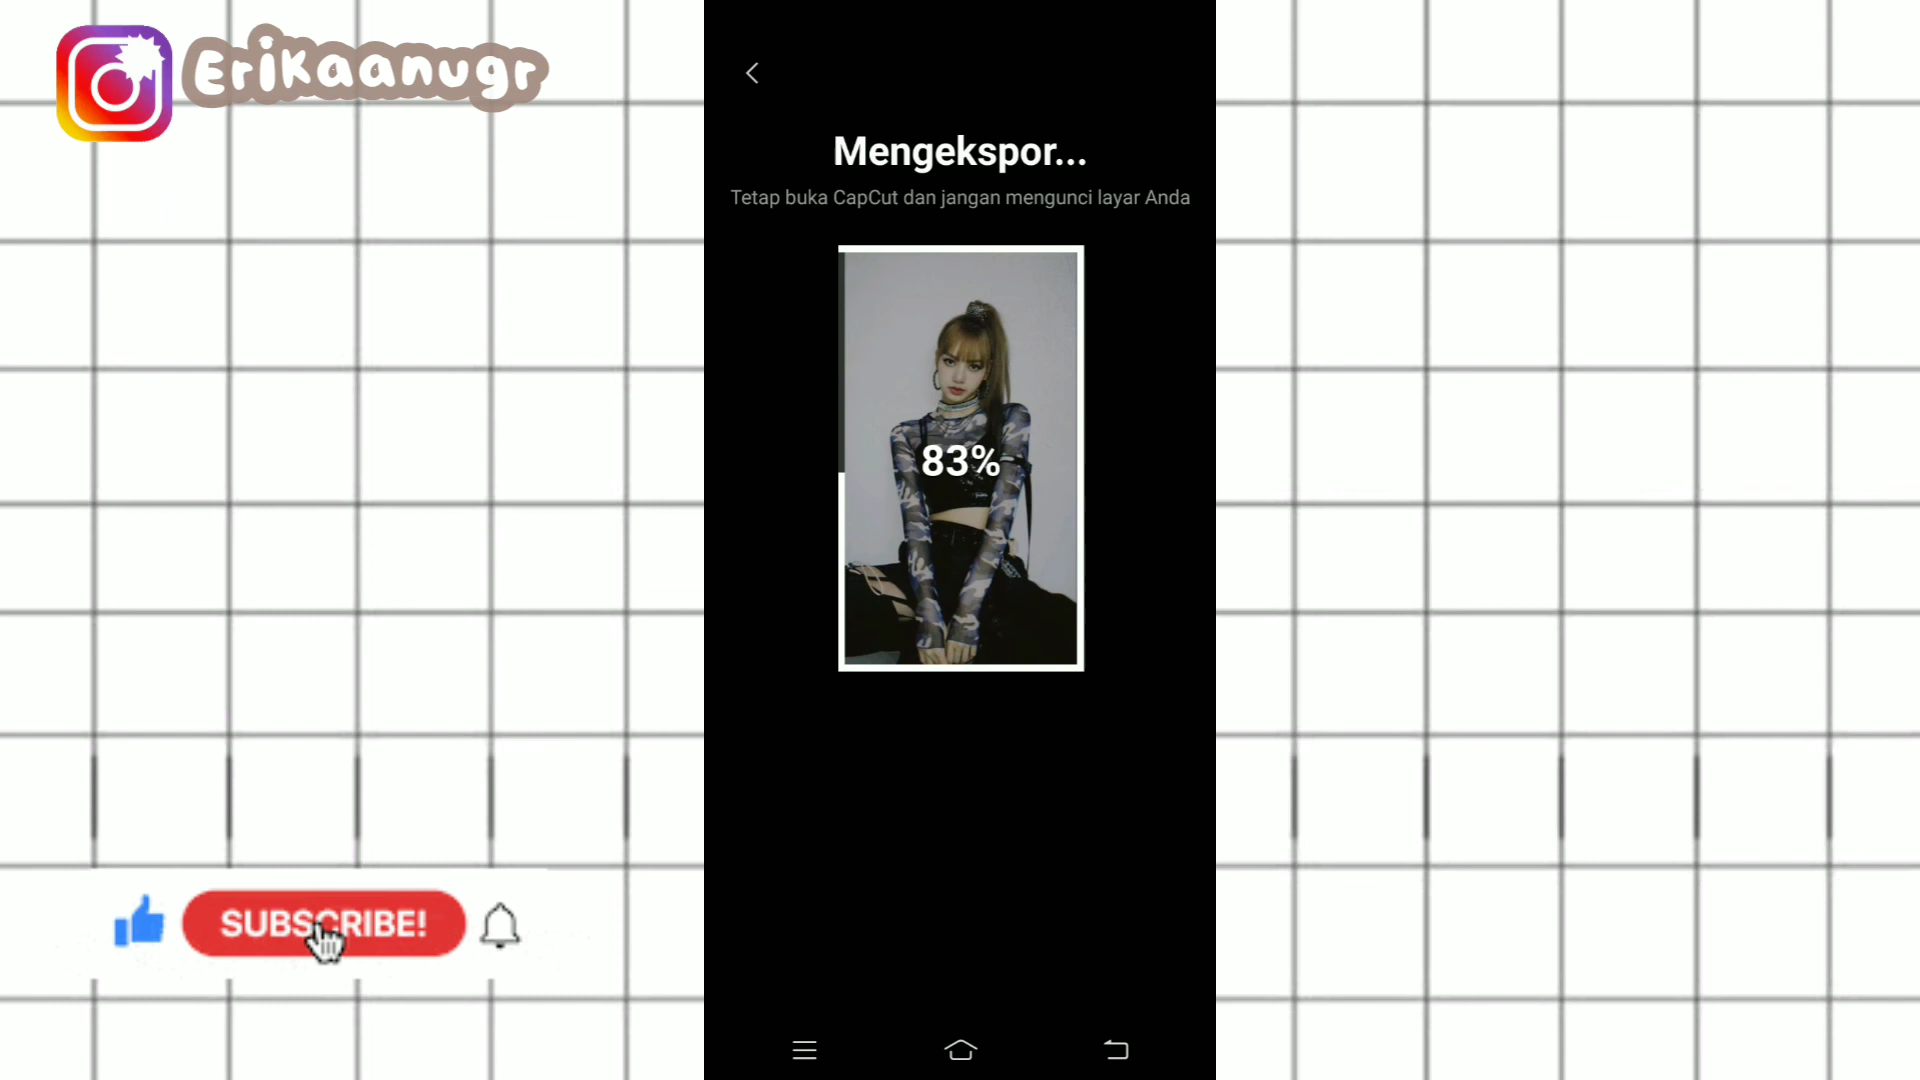 Erikaanugr
Mengekspor...
Tetap buka CapCut dan jangan mengunci layar Anda
83%
SUBSCRIBE!